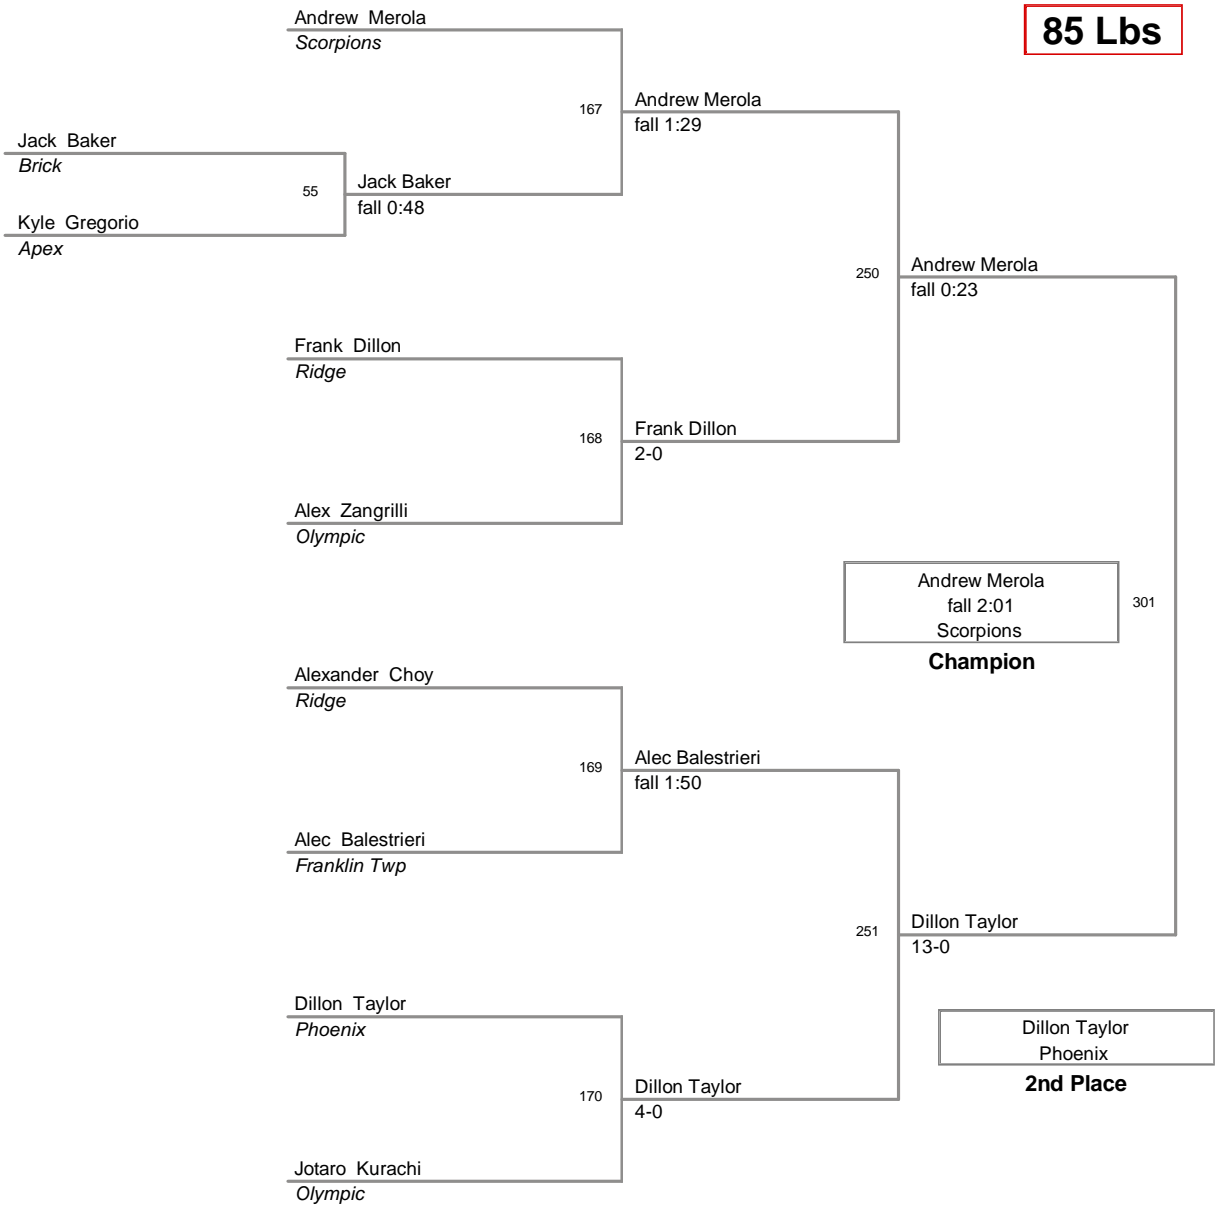 Andrew Merola
Scorpions
85 Lbs
167
Andrew Merola
fall 1:29
Jack Baker
Brick
55
Jack Baker
fall 0:48
Kyle Gregorio
Apex
250
Andrew Merola
fall 0:23
Frank Dillon
Ridge
168
Frank Dillon
2-0
Alex Zangrilli
Olympic
Andrew Merola
fall 2:01
Scorpions
301
Champion
Alexander Choy
Ridge
169
Alec Balestrieri
fall 1:50
Alec Balestrieri
Franklin Twp
251
Dillon Taylor
13-0
Dillon Taylor
Phoenix
Dillon Taylor
Phoenix
2nd Place
170
Dillon Taylor
4-0
Jotaro Kurachi
Olympic